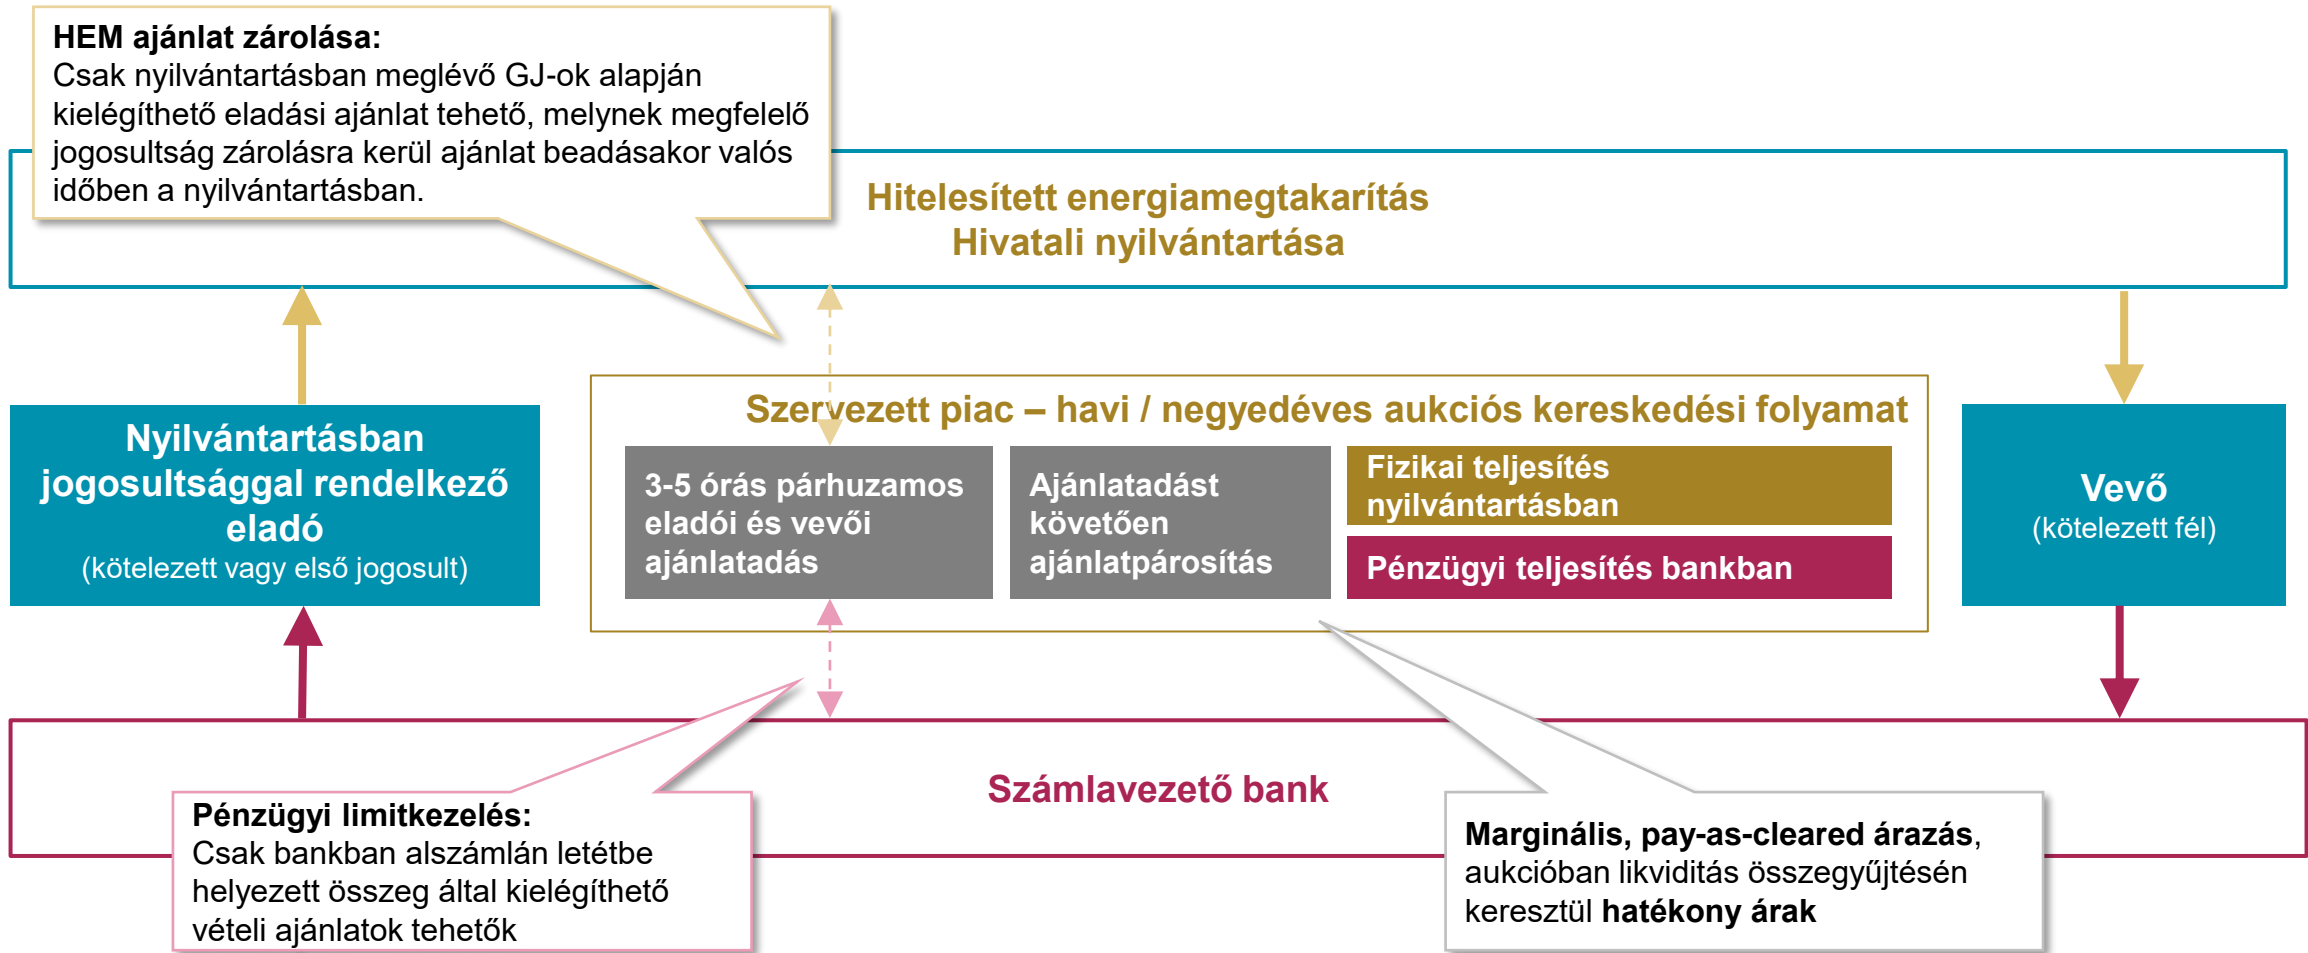 HEM ajánlat zárolása:
Csak nyilvántartásban meglévő GJ-ok alapján
kielégíthető eladási ajánlat tehető, melynek megfelelő
jogosultság zárolásra kerül ajánlat beadásakor valós
időben a nyilvántartásban.
Hitelesített energiamegtakarítás
Hivatali nyilvántartása
Szervezett piac – havi / negyedéves aukciós kereskedési folyamat
Nyilvántartásban
jogosultsággal rendelkező
eladó
(kötelezett vagy első jogosult)
3-5 órás párhuzamos
eladói és vevői
ajánlatadás
Ajánlatadást
követően
ajánlatpárosítás
Fizikai teljesítés
nyilvántartásban
Pénzügyi teljesítés bankban
Vevő
(kötelezett fél)
Számlavezető bank
Pénzügyi limitkezelés:
Csak bankban alszámlán letétbe
helyezett összeg által kielégíthető
vételi ajánlatok tehetők
Marginális, pay-as-cleared árazás,
aukcióban likviditás összegyűjtésén
keresztül hatékony árak